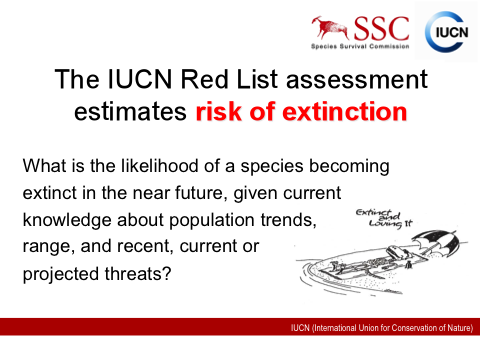 SSC
Species Survival Commission
IUCN
The IUCN Red List assessment
estimates risk of extinction
What is the likelihood of a species becoming
extinct in the near future, given current
knowledge about population trends,
range, and recent, current or
projected threats?
Extinct
and
Loving It
IUCN (International Union for Conservation of Nature)